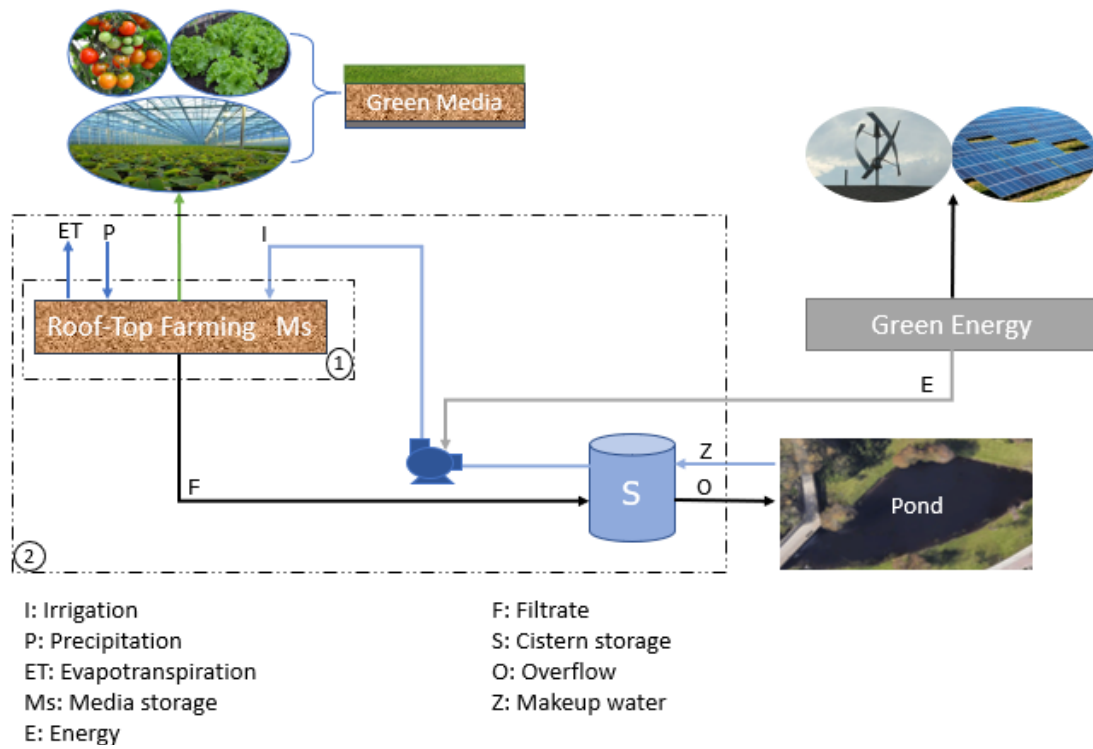 Green Media
ET P I
Roof-Top Farming Ms
1
Green Energy
E
Z
F S O
Pond
2
I: Irrigation
P: Precipitation
ET: Evapotranspiration
Ms: Media storage
E: Energy
F: Filtrate
S: Cistern storage
O: Overflow
Z: Makeup water